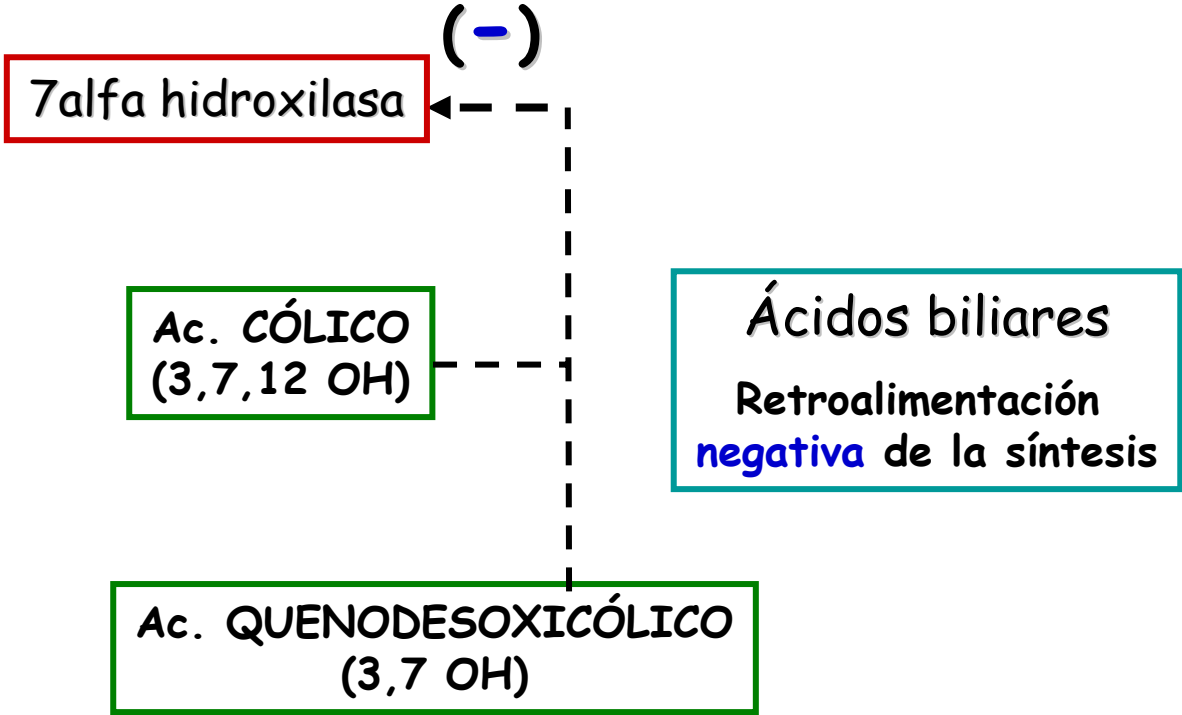 (-)
7alfa hidroxilasa
Ac. CÓLICO
(3,7,12 OH)
Ácidos biliares
Retroalimentación
negativa de la síntesis
Ac. QUENODESOXICÓLICO
(3,7 OH)